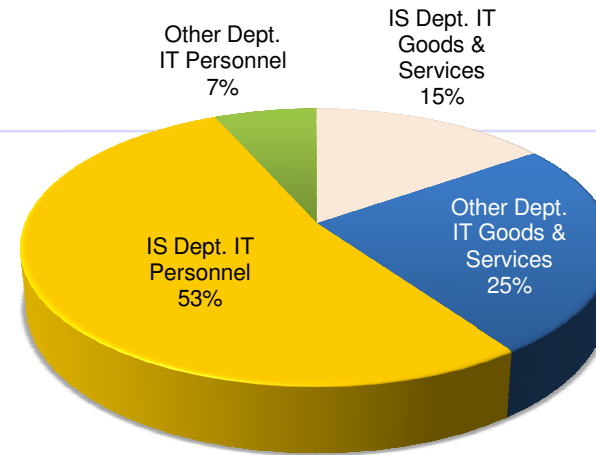 Other Dept.
IT Personnel
7%
IS Dept. IT
Goods &
Services
15%
Other Dept.
IT Goods &
Services
25%
IS Dept. IT
Personnel
53%